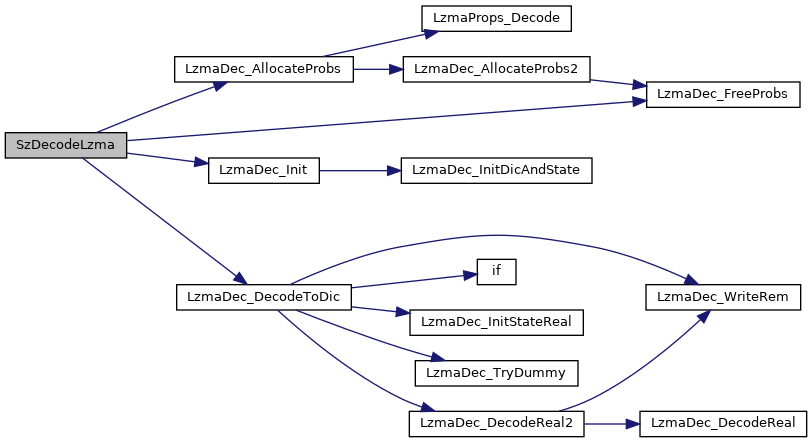 LzmaProps_Decode
LzmaDec_AllocateProbs
LzmaDec_AllocateProbs2
LzmaDec_FreeProbs
SzDecodeLzma
LzmaDec_Init
LzmaDec_InitDicAndState
if
LzmaDec_DecodeToDic
LzmaDec_WriteRem
LzmaDec_InitStateReal
LzmaDec_TryDummy
LzmaDec_DecodeReal2
LzmaDec_DecodeReal